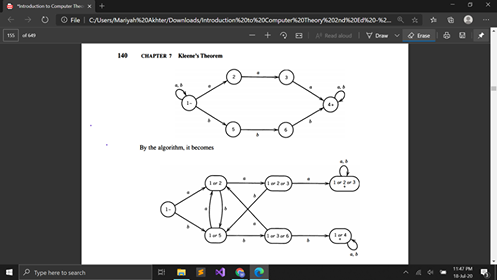 *Introduction to Computer Theo
File | C:/Users/Mariyah%20Akhter/Downloads/Introduction%20to%20Computer%20Theory%202nd%20Ed%20-%2...
155 of 649
Read aloud
Draw
Erase
140 CHAPTER 7 Kleene's Theorem
a, b
1-
a
2
a
3
a
4+
a, b
b
5
b
6
b
By the algorithm, it becomes
1-
a
1 or 2
a
1 or 2 or 3
a
1 or 2 or 3
a, b
a
b
b
a
b
1 or 5
b
1 or 3 or 6
b
1 or 4
+
a, b
Type here to search
11:47 PM
18-Jul-20